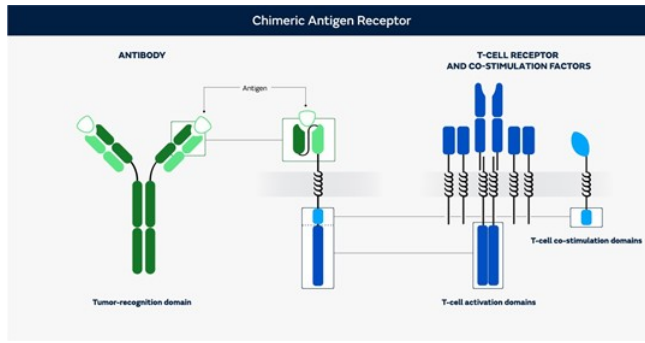 Chimeric Antigen Receptor
ANTIBODY
T-CELL RECEPTOR
AND CO-STIMULATION FACTORS
Antigen
T-cell co-stimulation domains
Tumor-recognition domain
T-cell activation domains